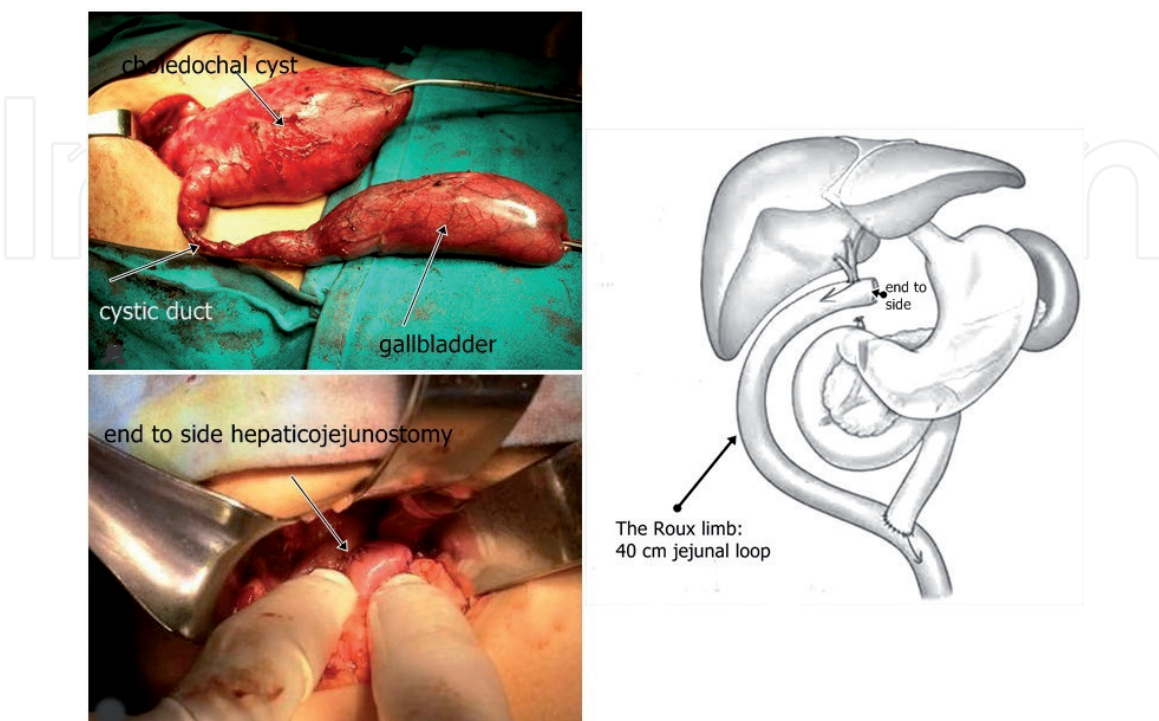 choledochal cyst
cystic duct
gallbladder
end to side hepaticojejunostomy
end to
side
The Roux limb:
40 cm jejunal loop